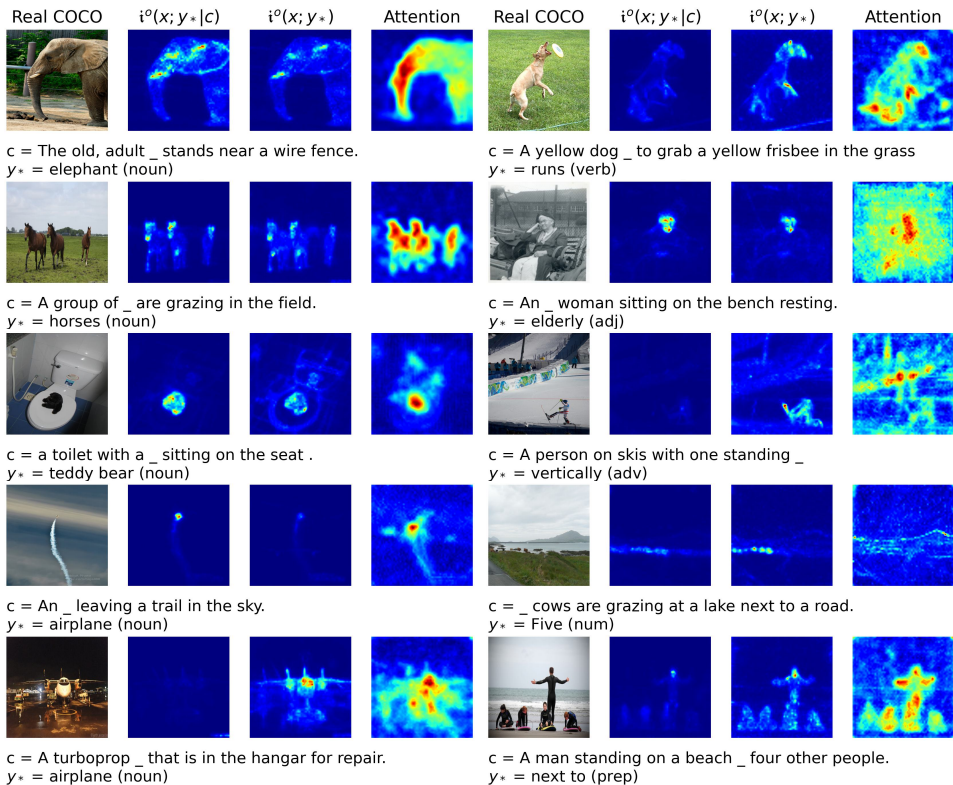 Real COCO 𝔦ᵒ(x; y*|c) 𝔦ᵒ(x; y*) Attention Real COCO 𝔦ᵒ(x; y*|c) 𝔦ᵒ(x; y*) Attention
c = The old, adult _ stands near a wire fence.
y* = elephant (noun)
c = A yellow dog _ to grab a yellow frisbee in the grass
y* = runs (verb)
c = A group of _ are grazing in the field.
y* = horses (noun)
c = An _ woman sitting on the bench resting.
y* = elderly (adj)
c = a toilet with a _ sitting on the seat .
y* = teddy bear (noun)
c = A person on skis with one standing _
y* = vertically (adv)
c = An _ leaving a trail in the sky.
y* = airplane (noun)
c = _ cows are grazing at a lake next to a road.
y* = Five (num)
c = A turboprop _ that is in the hangar for repair.
y* = airplane (noun)
c = A man standing on a beach _ four other people.
y* = next to (prep)